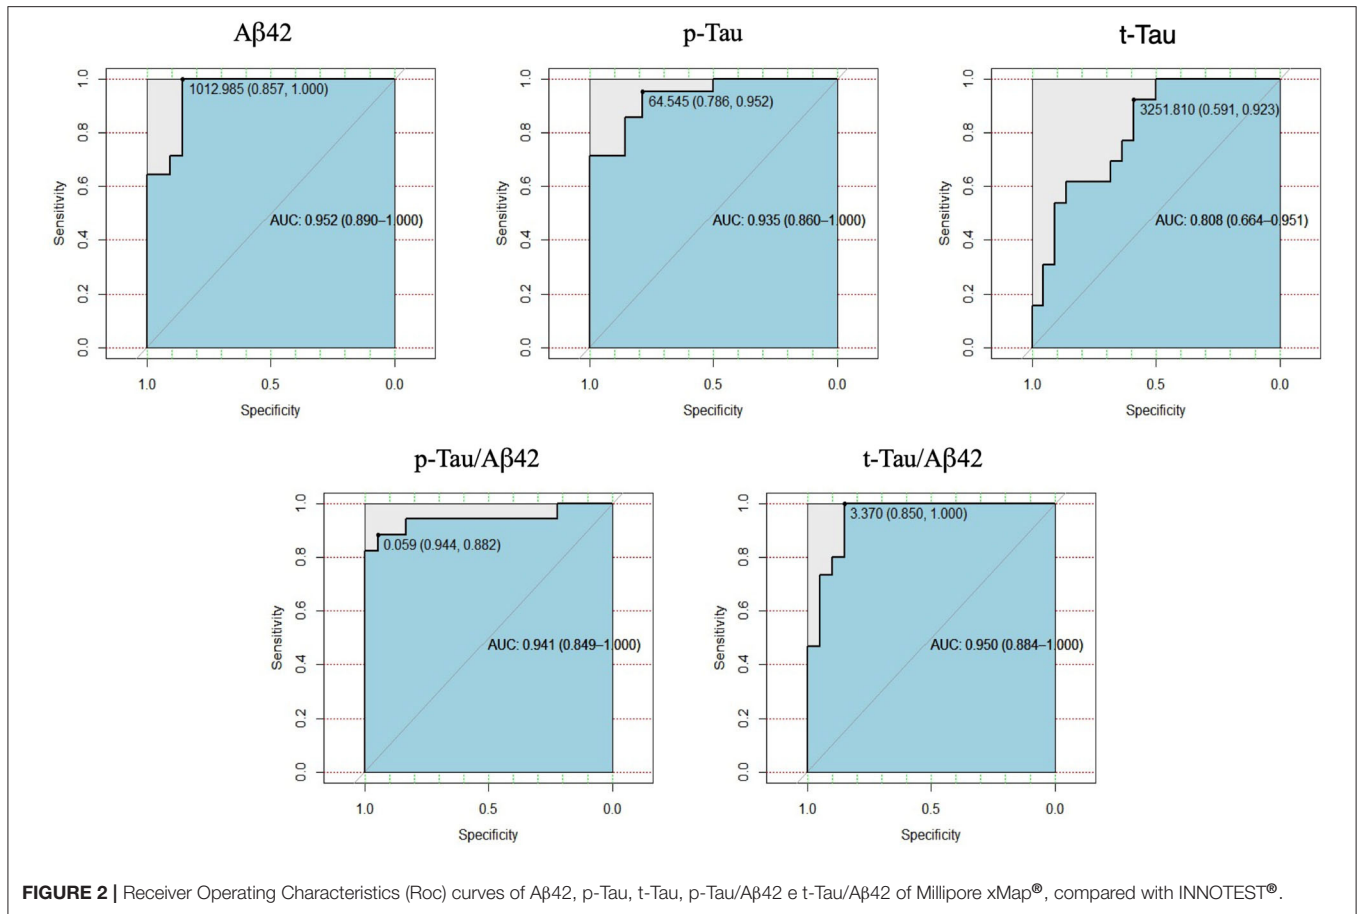 Aβ42
1.0
0.8
0.6
0.4
0.2
0.0
Sensitivity
1012.985 (0.857, 1.000)
AUC: 0.952 (0.890–1.000)
1.0 0.5 0.0
Specificity
p-Tau
1.0
0.8
0.6
0.4
0.2
0.0
Sensitivity
64.545 (0.786, 0.952)
AUC: 0.935 (0.860–1.000)
1.0 0.5 0.0
Specificity
t-Tau
1.0
0.8
0.6
0.4
0.2
0.0
Sensitivity
3251.810 (0.591, 0.923)
AUC: 0.808 (0.664–0.951)
1.0 0.5 0.0
Specificity
p-Tau/Aβ42
1.0
0.8
0.6
0.4
0.2
0.0
Sensitivity
0.059 (0.944, 0.882)
AUC: 0.941 (0.849–1.000)
1.0 0.5 0.0
Specificity
t-Tau/Aβ42
1.0
0.8
0.6
0.4
0.2
0.0
Sensitivity
3.370 (0.850, 1.000)
AUC: 0.950 (0.884–1.000)
1.0 0.5 0.0
Specificity
FIGURE 2 | Receiver Operating Characteristics (Roc) curves of Aβ42, p-Tau, t-Tau, p-Tau/Aβ42 e t-Tau/Aβ42 of Millipore xMap®, compared with INNOTEST®.